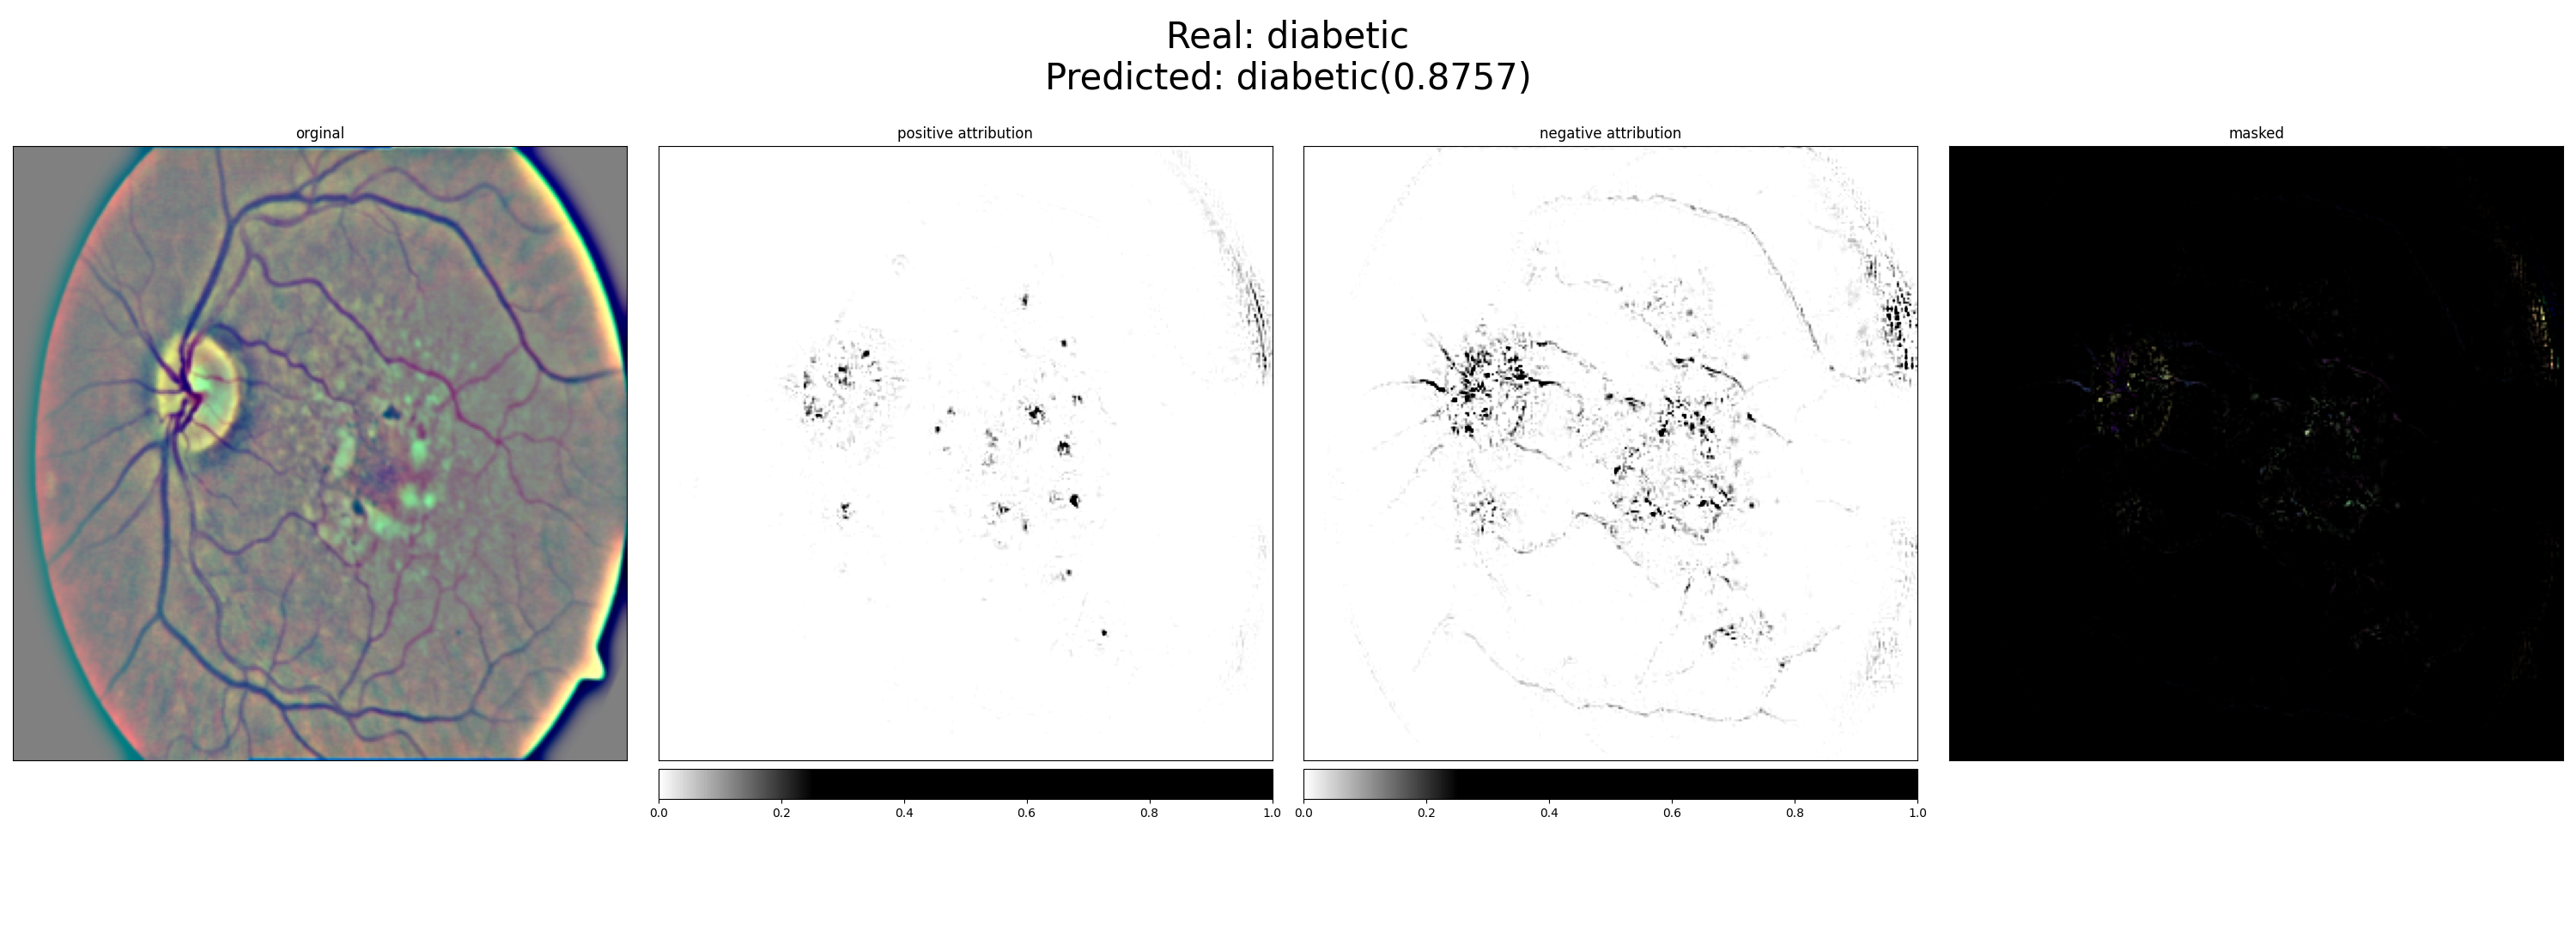 Real: diabetic
Predicted: diabetic(0.8757)
orginal
positive attribution
negative attribution
masked
0.0 0.2 0.4 0.6 0.8 1.0
0.0 0.2 0.4 0.6 0.8 1.0